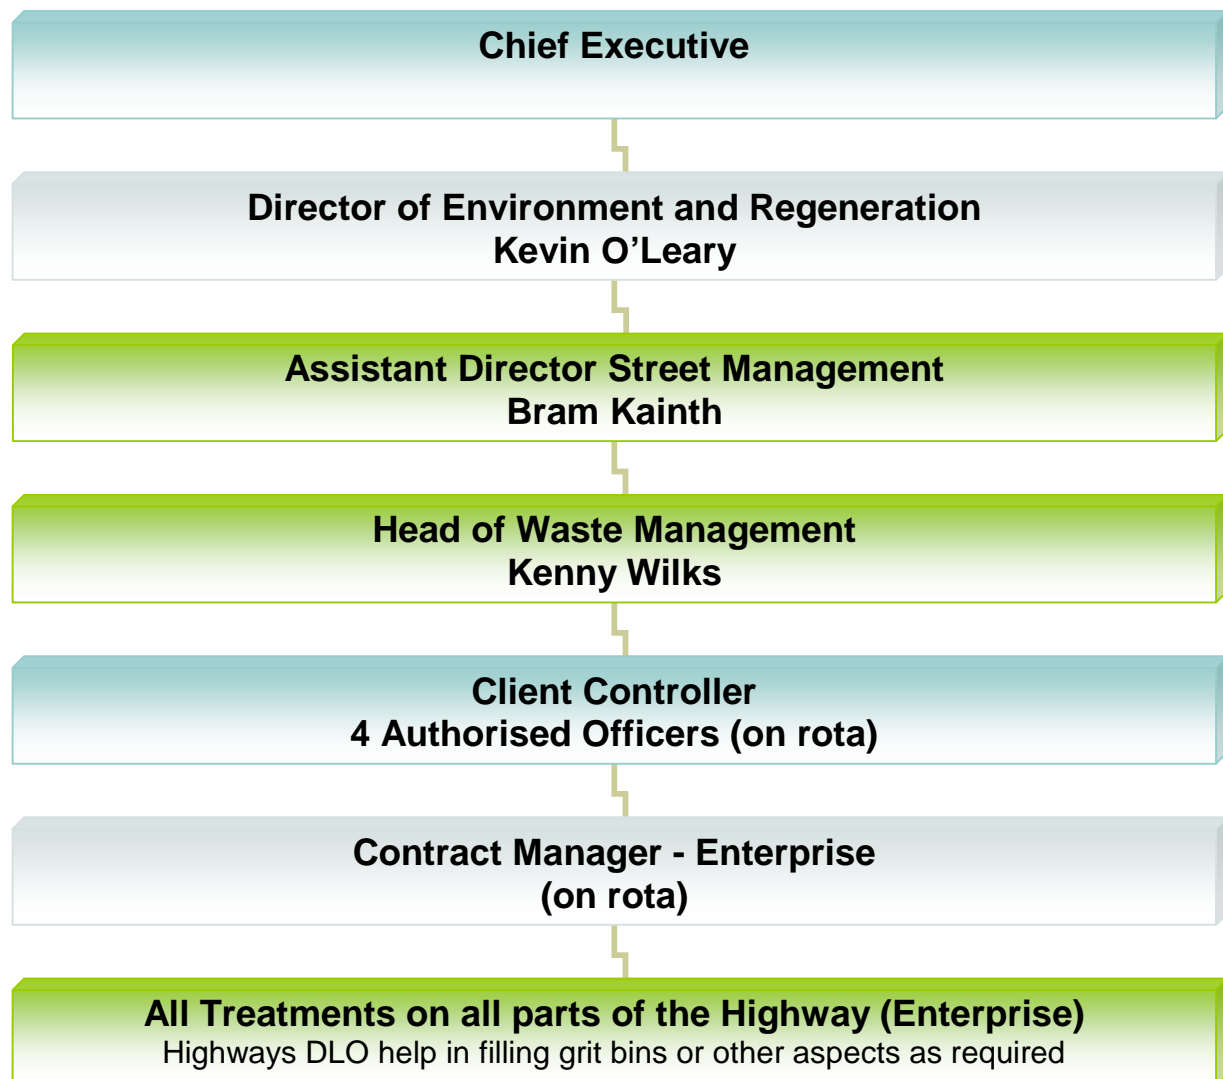 Chief Executive
Director of Environment and Regeneration
Kevin O’Leary
Assistant Director Street Management
Bram Kainth
Head of Waste Management
Kenny Wilks
Client Controller
4 Authorised Officers (on rota)
Contract Manager - Enterprise
(on rota)
All Treatments on all parts of the Highway (Enterprise)
Highways DLO help in filling grit bins or other aspects as required